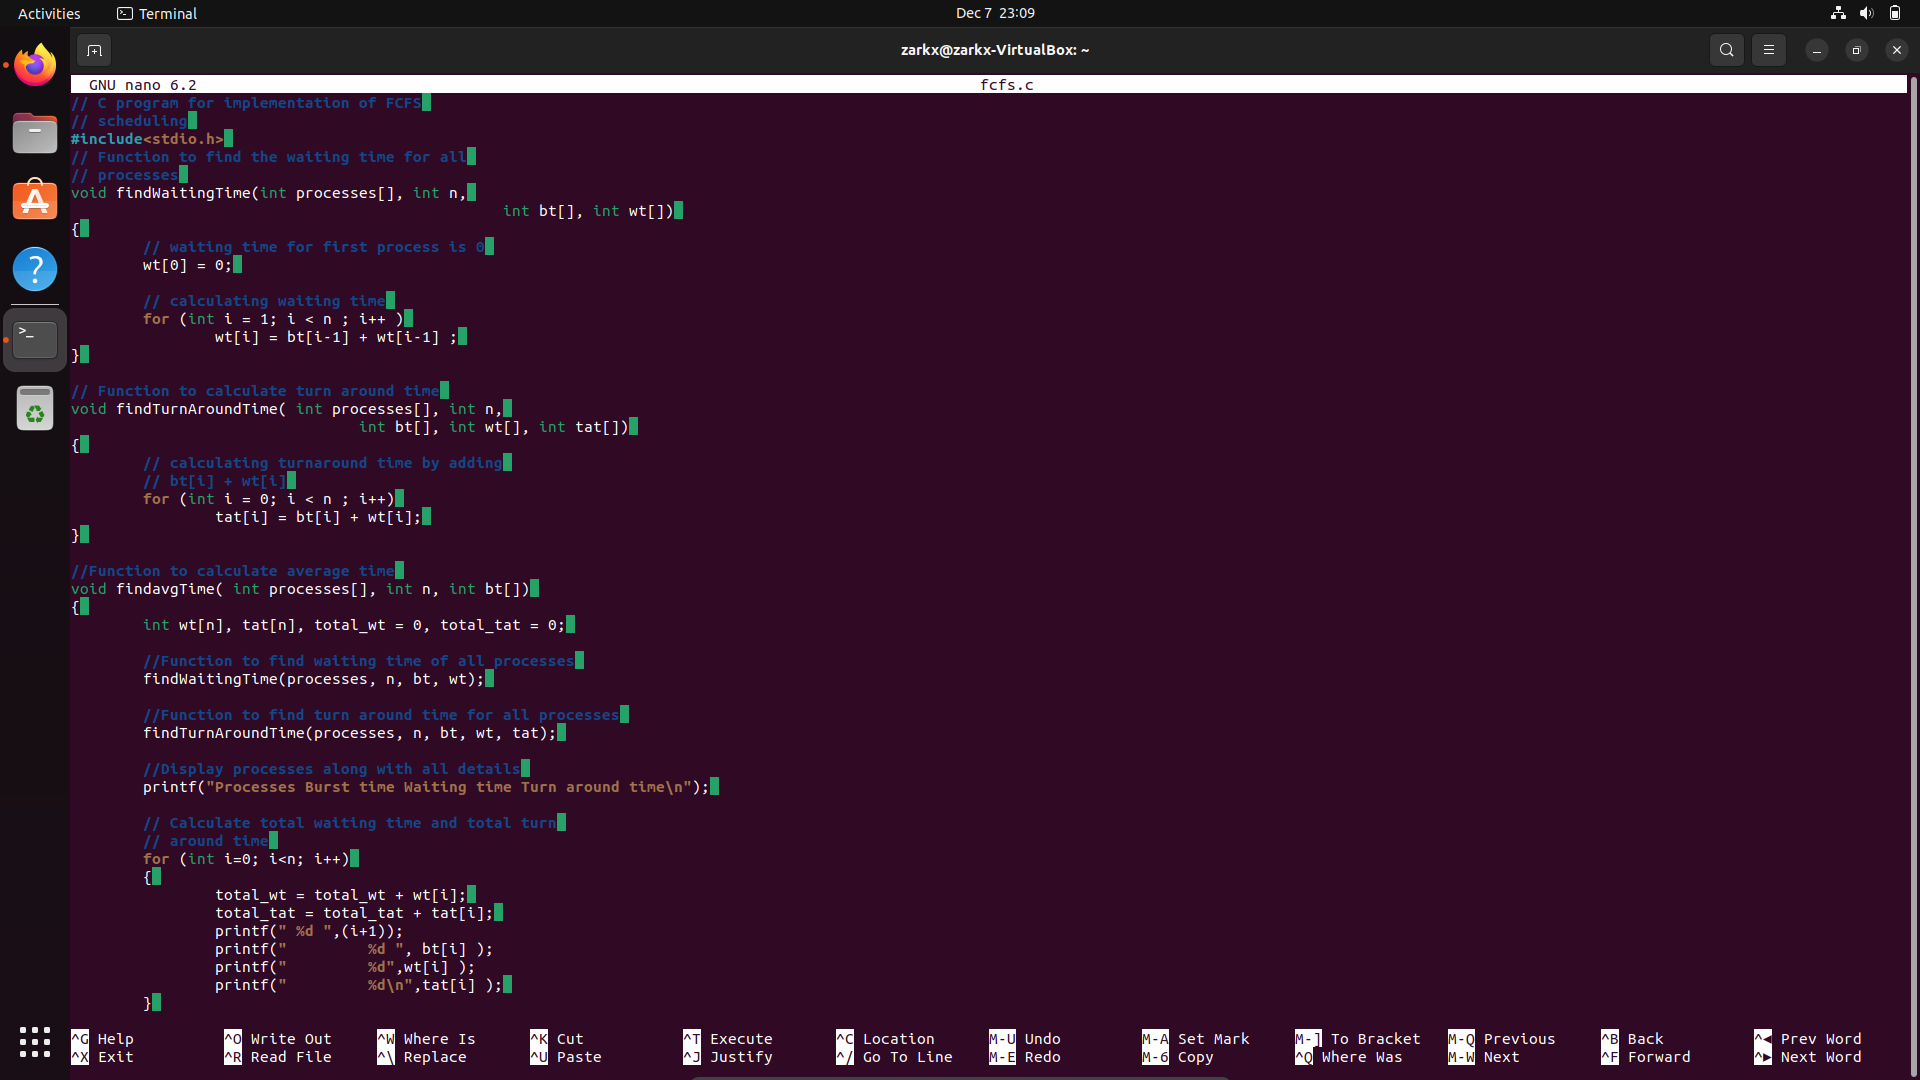 Activities
Terminal
Dec 7 23:09
zarkx@zarkx-VirtualBox: ~
GNU nano 6.2
fcfs.c
// C program for implementation of FCFS
// scheduling
#include<stdio.h>
// Function to find the waiting time for all
// processes
void findWaitingTime(int processes[], int n,
int bt[], int wt[])
{
// waiting time for first process is 0
wt[0] = 0;
// calculating waiting time
for (int i = 1; i < n ; i++ )
wt[i] = bt[i-1] + wt[i-1] ;
}
// Function to calculate turn around time
void findTurnAroundTime( int processes[], int n,
int bt[], int wt[], int tat[])
{
// calculating turnaround time by adding
// bt[i] + wt[i]
for (int i = 0; i < n ; i++)
tat[i] = bt[i] + wt[i];
}
//Function to calculate average time
void findavgTime( int processes[], int n, int bt[])
{
int wt[n], tat[n], total_wt = 0, total_tat = 0;
//Function to find waiting time of all processes
findWaitingTime(processes, n, bt, wt);
//Function to find turn around time for all processes
findTurnAroundTime(processes, n, bt, wt, tat);
//Display processes along with all details
printf("Processes Burst time Waiting time Turn around time\n");
// Calculate total waiting time and total turn
// around time
for (int i=0; i<n; i++)
{
total_wt = total_wt + wt[i];
total_tat = total_tat + tat[i];
printf(" %d ",(i+1));
printf("         %d ", bt[i] );
printf("         %d",wt[i] );
printf("         %d\n",tat[i] );
}
^G Help ^O Write Out ^W Where Is ^K Cut ^T Execute ^C Location M-U Undo M-A Set Mark M-] To Bracket M-Q Previous ^B Back ^◀ Prev Word
^X Exit ^R Read File ^\ Replace ^U Paste ^J Justify ^/ Go To Line M-E Redo M-6 Copy ^Q Where Was M-W Next ^F Forward ^▶ Next Word